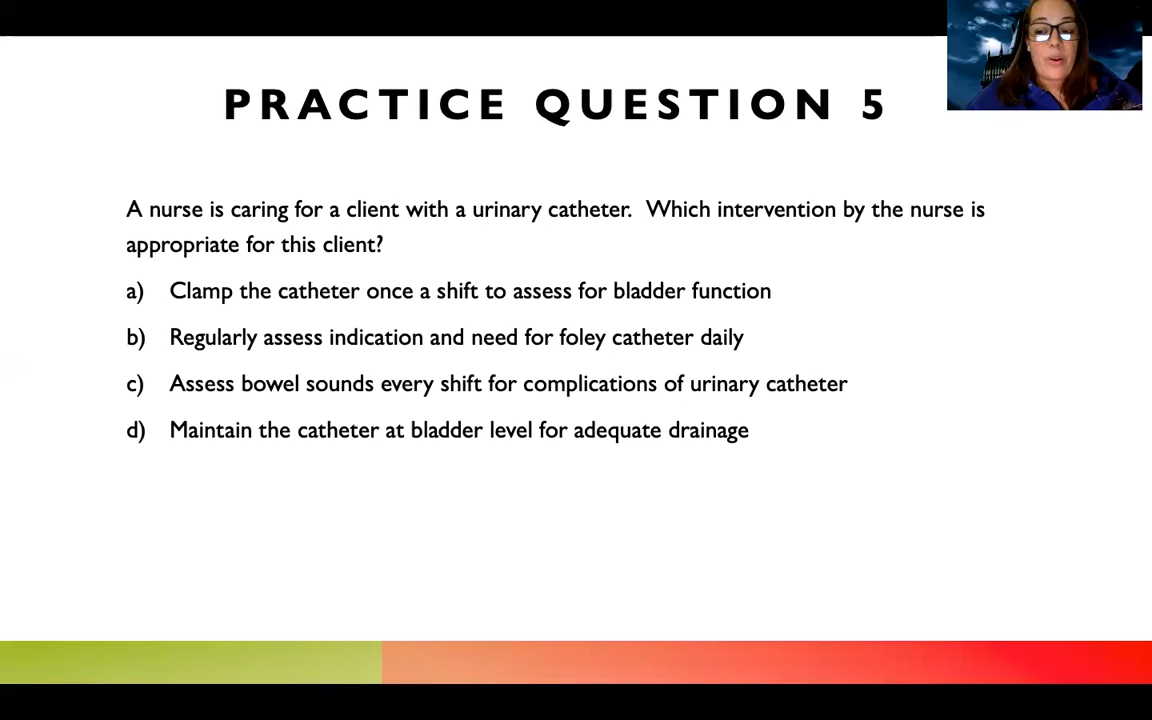 PRACTICE QUESTION 5
A nurse is caring for a client with a urinary catheter.  Which intervention by the nurse is
appropriate for this client?
a) Clamp the catheter once a shift to assess for bladder function
b) Regularly assess indication and need for foley catheter daily
c) Assess bowel sounds every shift for complications of urinary catheter
d) Maintain the catheter at bladder level for adequate drainage